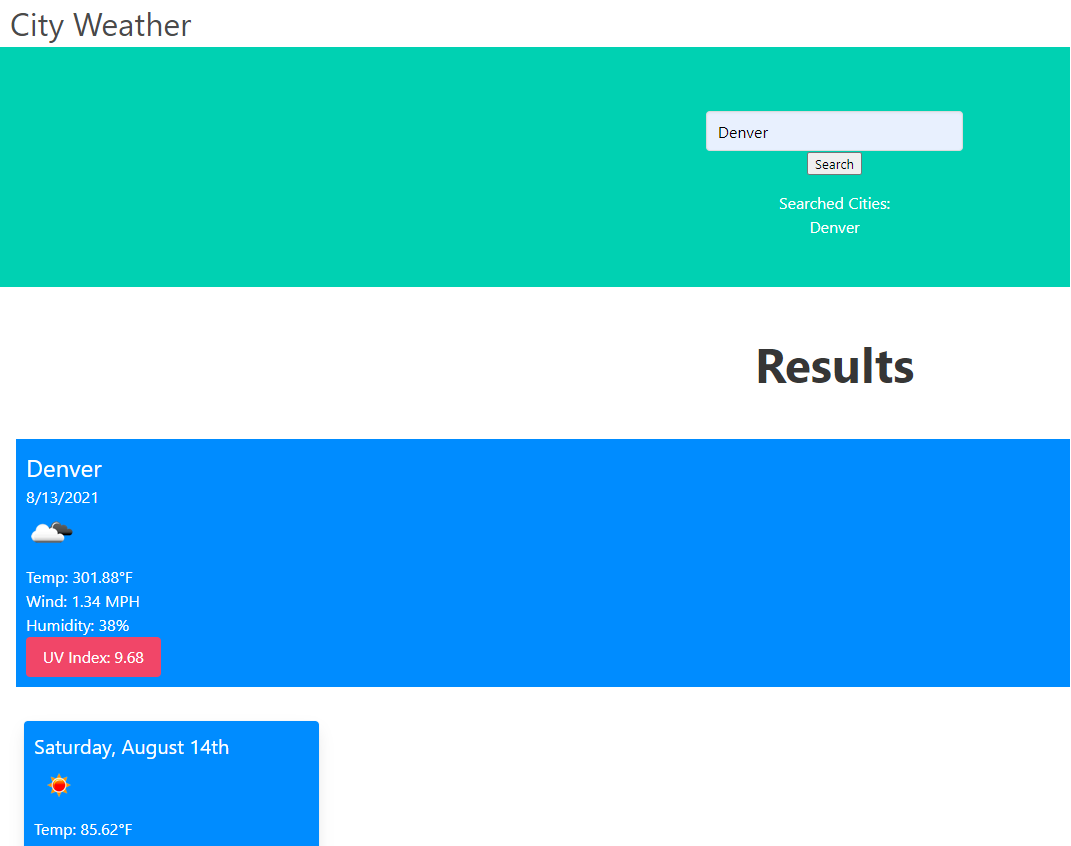 City Weather
Denver
Search
Searched Cities:
Denver
Results
Denver
8/13/2021
Temp: 301.88°F
Wind: 1.34 MPH
Humidity: 38%
UV Index: 9.68
Saturday, August 14th
Temp: 85.62°F